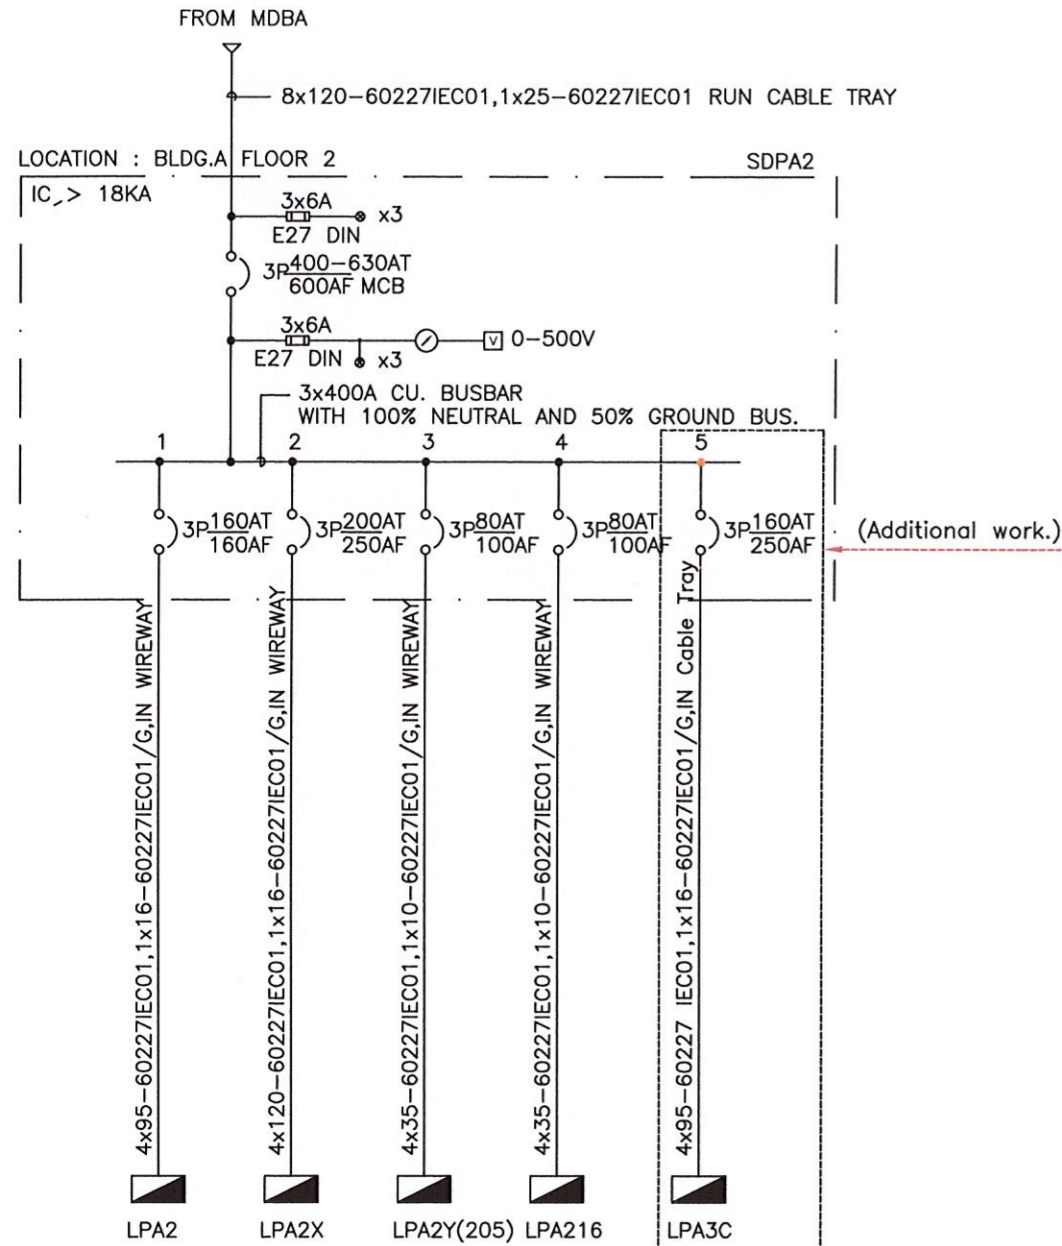 FROM MDBA
8x120-60227IEC01,1x25-60227IEC01 RUN CABLE TRAY
LOCATION : BLDG.A FLOOR 2
SDPA2
IC,> 18KA
3x6A
x3
E27 DIN
3P 400-630AT
600AF MCB
3x6A
V 0-500V
E27 DIN x3
3x400A CU. BUSBAR
WITH 100% NEUTRAL AND 50% GROUND BUS.
1 2 3 4 5
3P 160AT
160AF
3P 200AT
250AF
3P 80AT
100AF
3P 80AT
100AF
3P 160AT
250AF
(Additional work.)
4x95-60227IEC01,1x16-60227IEC01/G,IN WIREWAY
4x120-60227IEC01,1x16-60227IEC01/G,IN WIREWAY
4x35-60227IEC01,1x10-60227IEC01/G,IN WIREWAY
4x35-60227IEC01,1x10-60227IEC01/G,IN WIREWAY
4x95-60227 IEC01,1x16-60227IEC01/G,IN Cable Tray
LPA2
LPA2X
LPA2Y(205)
LPA216
LPA3C